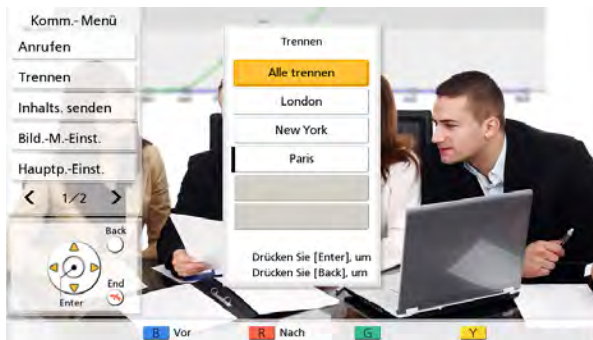 Komm.- Menü
Anrufen
Trennen
Inhalts. senden
Bild.-M.-Einst.
Hauptp.-Einst.
1/2
Back
End
Enter
Trennen
Alle trennen
London
New York
Paris
Drücken Sie [Enter], um
Drücken Sie [Back], um
B Vor
R Nach
G
Y